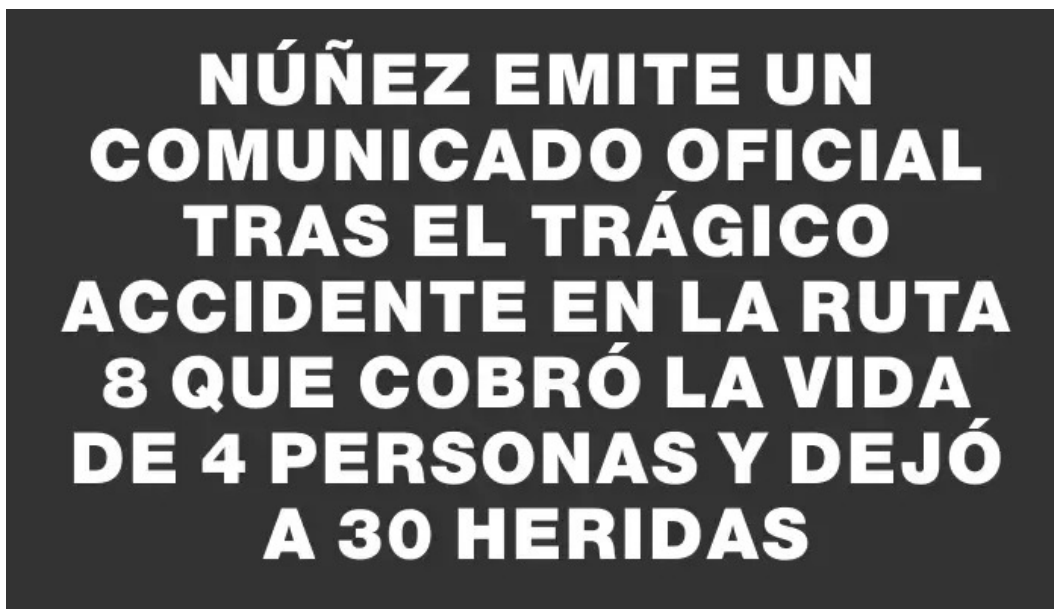 NÚÑEZ EMITE UN
COMUNICADO OFICIAL
TRAS EL TRÁGICO
ACCIDENTE EN LA RUTA
8 QUE COBRÓ LA VIDA
DE 4 PERSONAS Y DEJÓ
A 30 HERIDAS